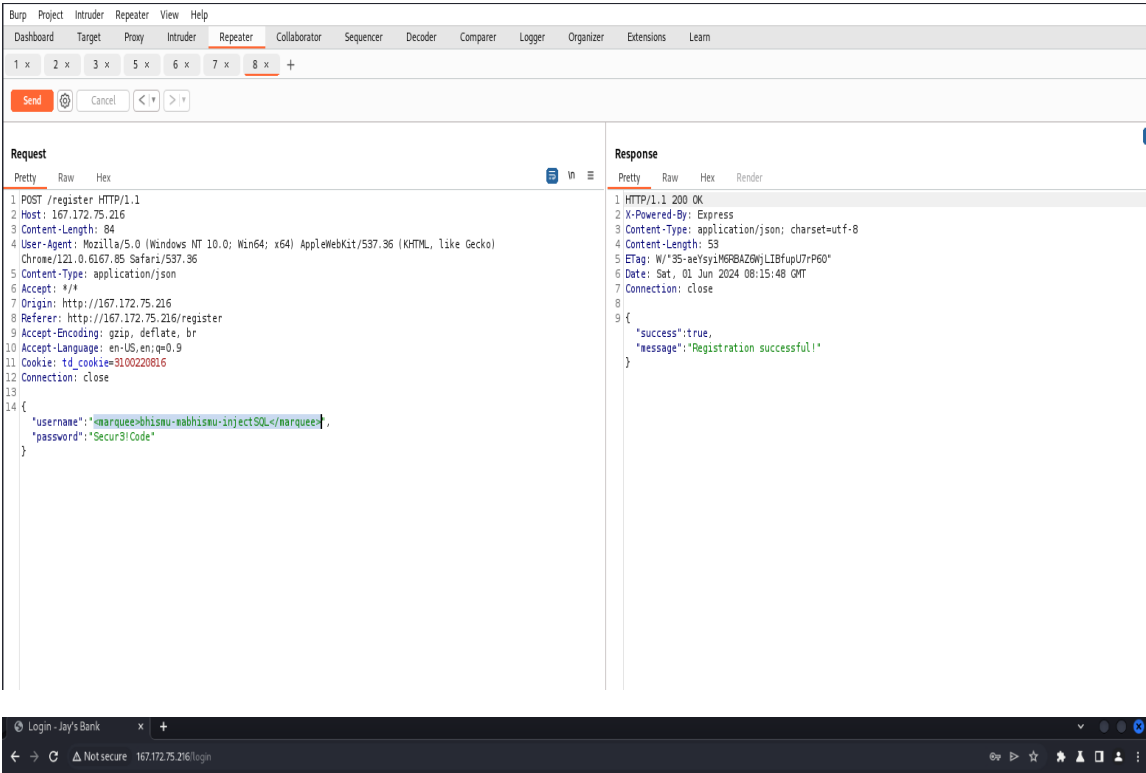 Burp Project Intruder Repeater View Help
Dashboard Target Proxy Intruder Repeater Collaborator Sequencer Decoder Comparer Logger Organizer Extensions Learn
1 × 2 × 3 × 5 × 6 × 7 × 8 × +
Send Cancel < >
Request
Pretty Raw Hex \n
1 POST /register HTTP/1.1
2 Host: 167.172.75.216
3 Content-Length: 84
4 User-Agent: Mozilla/5.0 (Windows NT 10.0; Win64; x64) AppleWebKit/537.36 (KHTML, like Gecko)
Chrome/121.0.6167.85 Safari/537.36
5 Content-Type: application/json
6 Accept: */*
7 Origin: http://167.172.75.216
8 Referer: http://167.172.75.216/register
9 Accept-Encoding: gzip, deflate, br
10 Accept-Language: en-US,en;q=0.9
11 Cookie: td_cookie=3100220816
12 Connection: close
13
14 {
"username":"<marquee>bhismu-mabhismu-injectSQL</marquee>",
"password":"Secur3!Code"
}
Response
Pretty Raw Hex Render
1 HTTP/1.1 200 OK
2 X-Powered-By: Express
3 Content-Type: application/json; charset=utf-8
4 Content-Length: 53
5 ETag: W/"35-aeYsyiM6RBAZ6WjLIBfupU7rP60"
6 Date: Sat, 01 Jun 2024 08:15:48 GMT
7 Connection: close
8
9 {
"success":true,
"message":"Registration successful!"
}
Login - Jay's Bank × +
Not secure 167.172.75.216/login